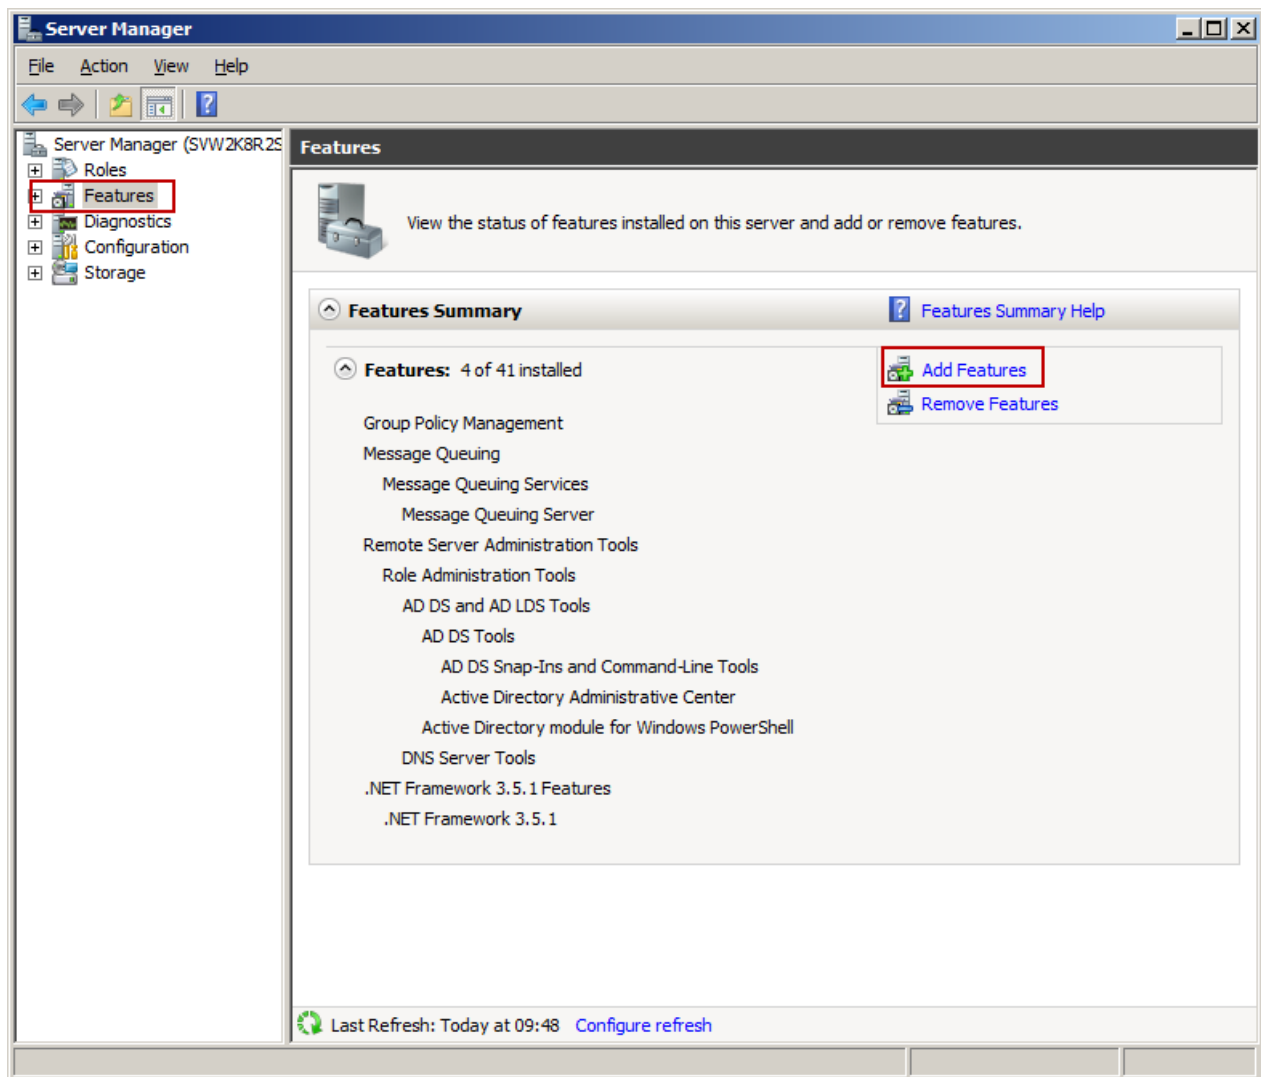 Server Manager
File Action View Help
Server Manager (SVW2K8R2S
Roles
Features
Diagnostics
Configuration
Storage
Features
View the status of features installed on this server and add or remove features.
Features Summary
Features Summary Help
Features: 4 of 41 installed
Add Features
Remove Features
Group Policy Management
Message Queuing
Message Queuing Services
Message Queuing Server
Remote Server Administration Tools
Role Administration Tools
AD DS and AD LDS Tools
AD DS Tools
AD DS Snap-Ins and Command-Line Tools
Active Directory Administrative Center
Active Directory module for Windows PowerShell
DNS Server Tools
.NET Framework 3.5.1 Features
.NET Framework 3.5.1
Last Refresh: Today at 09:48 Configure refresh